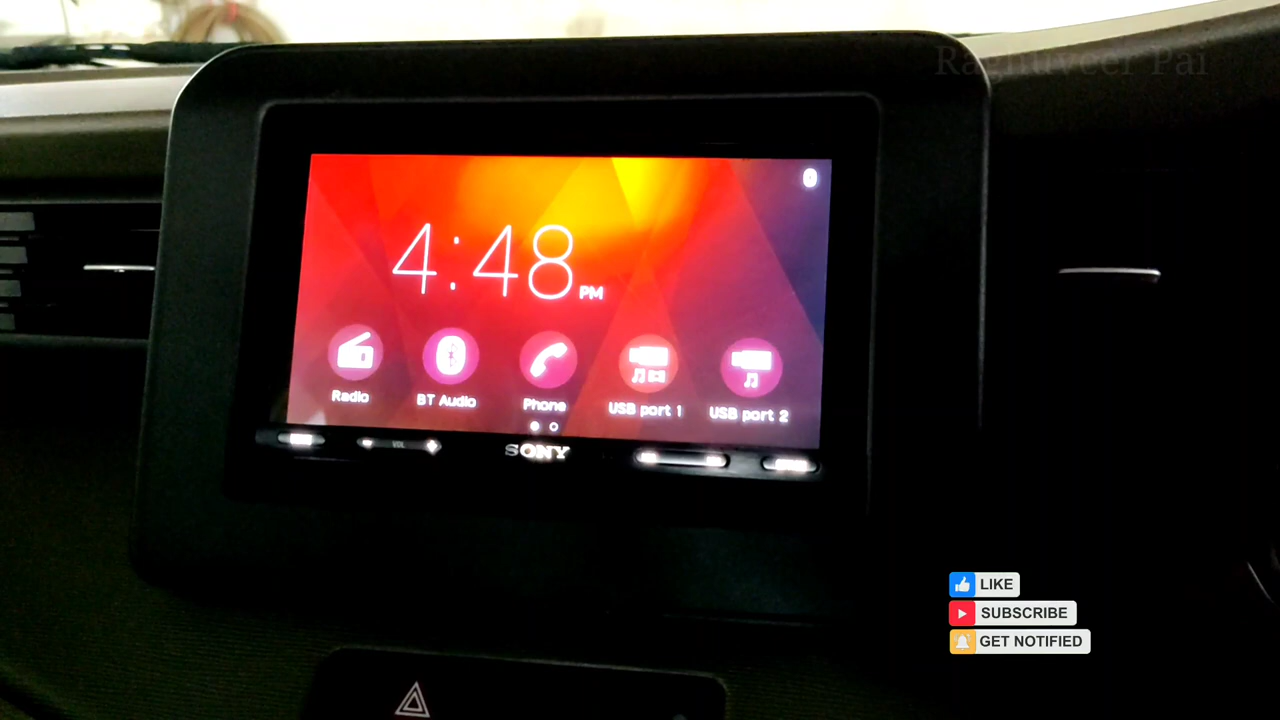 Raghuveer Pai
4:48 PM
Radio
BT Audio
Phone
USB port 1
USB port 2
VOL
SONY
LIKE
SUBSCRIBE
GET NOTIFIED